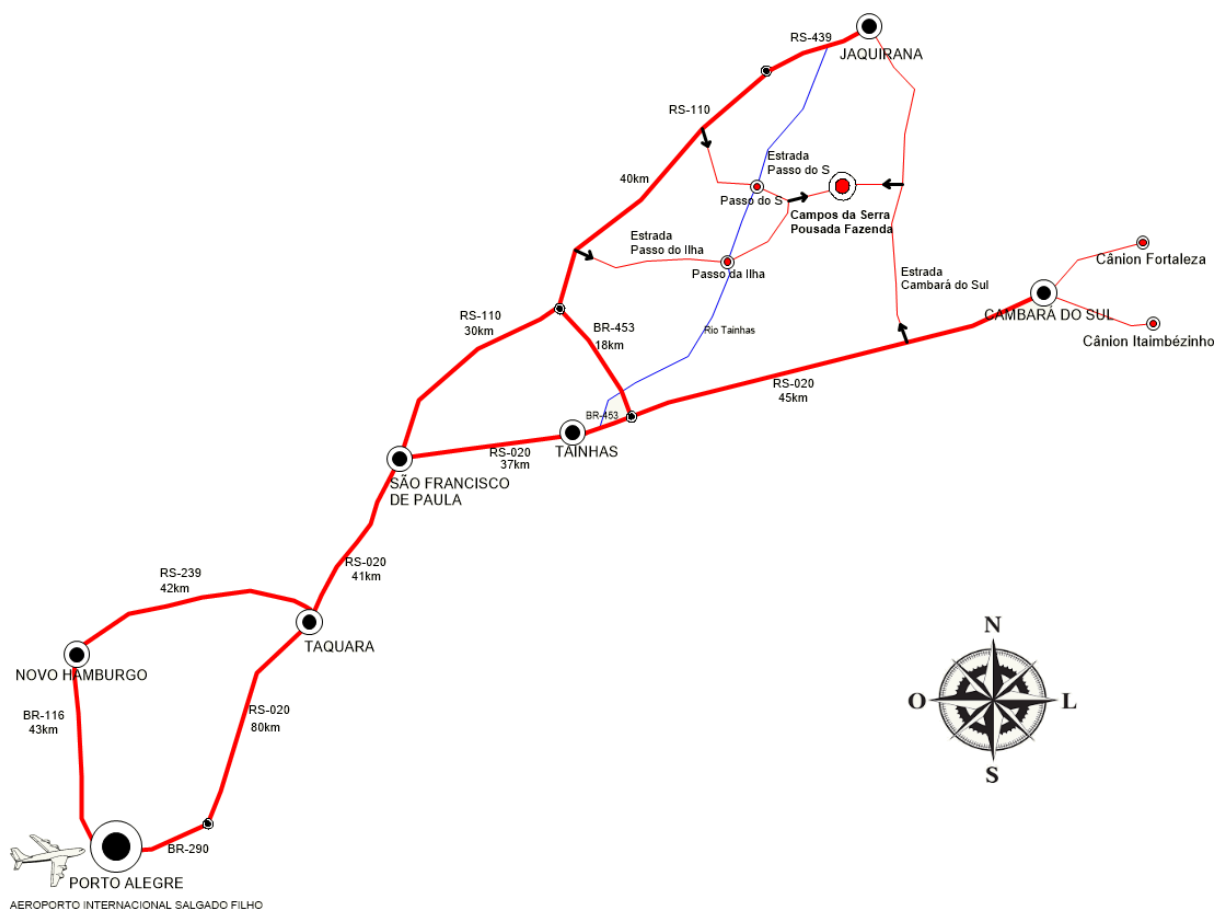 RS-439
JAQUIRANA
RS-110
40km
Estrada
Passo do S
Passo do S
Campos da Serra
Pousada Fazenda
Estrada
Passo do Ilha
Passo da Ilha
Cânion Fortaleza
Estrada
Cambará do Sul
CAMBARÁ DO SUL
Cânion Itaimbézinho
RS-110
30km
BR-453
18km
Rio Tainhas
RS-020
45km
BR-453
TAÍNHAS
RS-020
37km
SÃO FRANCISCO
DE PAULA
RS-020
41km
RS-239
42km
TAQUARA
NOVO HAMBURGO
BR-116
43km
RS-020
80km
N
O
L
S
BR-290
PORTO ALEGRE
AEROPORTO INTERNACIONAL SALGADO FILHO